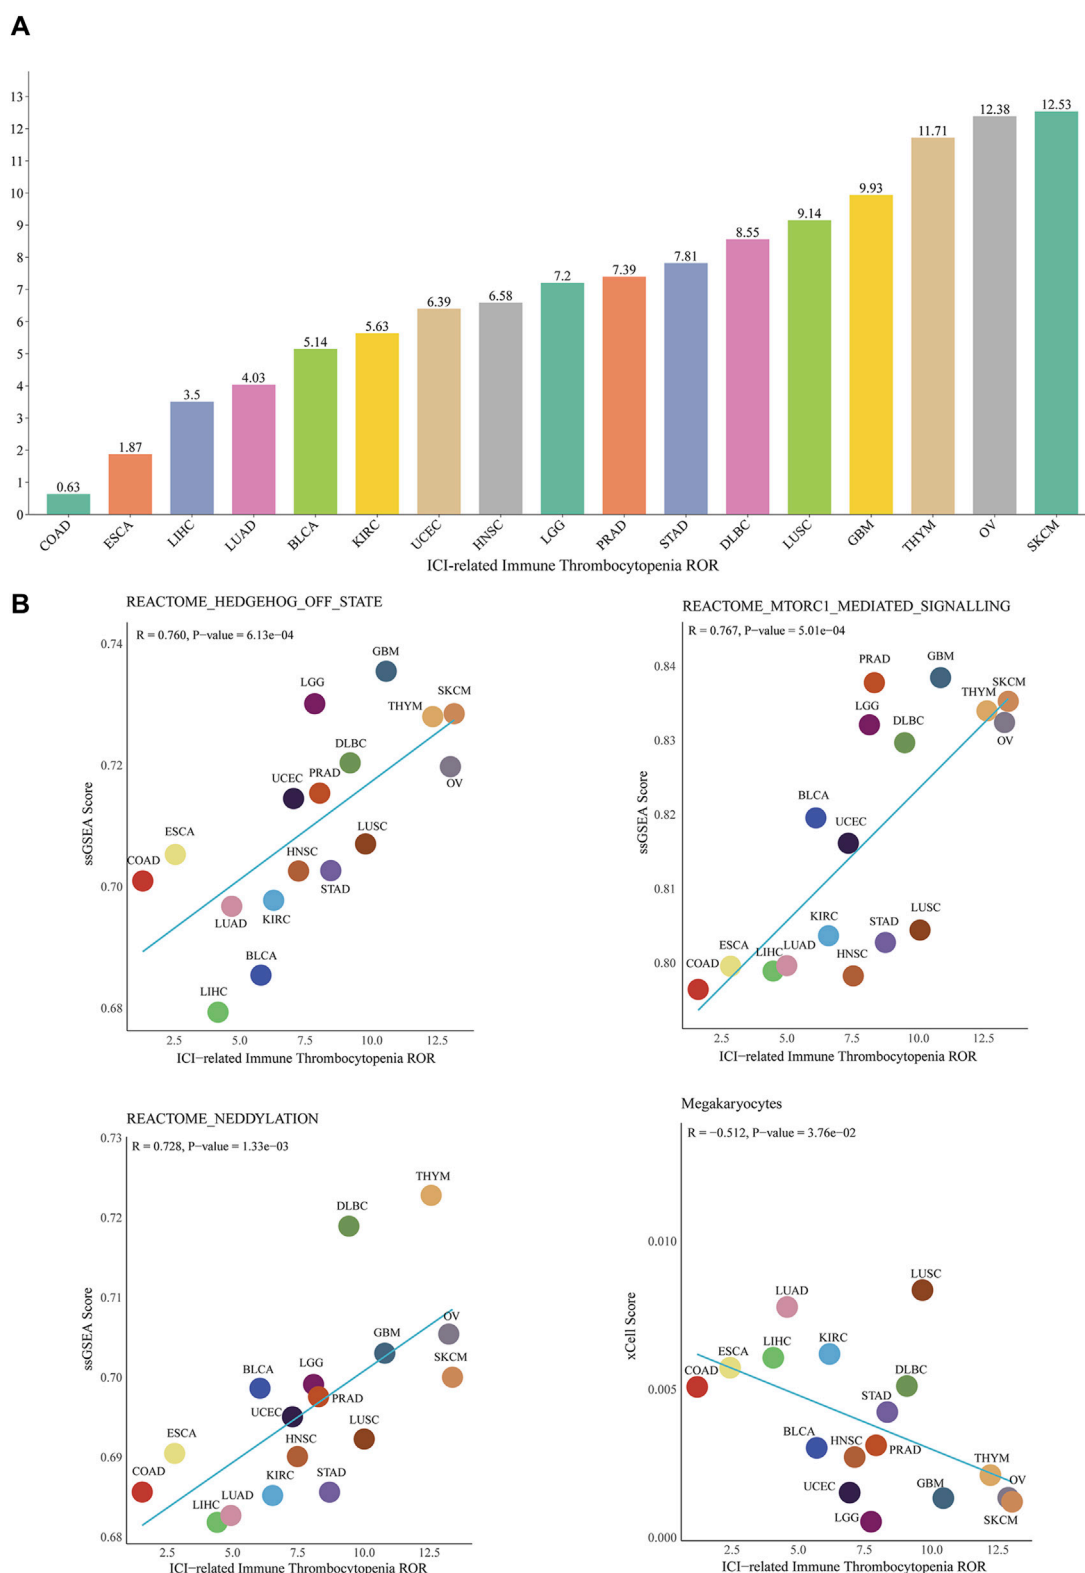 A
13
12
11
10
9
8
7
6
5
4
3
2
1
0
0.63
1.87
3.5
4.03
5.14
5.63
6.39
6.58
7.2
7.39
7.81
8.55
9.14
9.93
11.71
12.38
12.53
COAD
ESCA
LIHC
LUAD
BLCA
KIRC
UCEC
HNSC
LGG
PRAD
STAD
DLBC
LUSC
GBM
THYM
OV
SKCM
ICI-related Immune Thrombocytopenia ROR
B
REACTOME_HEDGEHOG_OFF_STATE
R = 0.760, P−value = 6.13e−04
ssGSEA Score
0.74
0.72
0.70
0.68
GBM
LGG
SKCM
THYM
DLBC
OV
UCEC
PRAD
ESCA
LUSC
COAD
HNSC
STAD
LUAD
KIRC
BLCA
LIHC
2.5
5.0
7.5
10.0
12.5
ICI−related Immune Thrombocytopenia ROR
REACTOME_MTORC1_MEDIATED_SIGNALLING
R = 0.767, P−value = 5.01e−04
ssGSEA Score
0.84
0.83
0.82
0.81
0.80
PRAD
GBM
THYM
SKCM
LGG
DLBC
OV
BLCA
UCEC
LUSC
KIRC
STAD
ESCA
LIHC
LUAD
HNSC
COAD
2.5
5.0
7.5
10.0
12.5
ICI−related Immune Thrombocytopenia ROR
REACTOME_NEDDYLATION
R = 0.728, P−value = 1.33e−03
ssGSEA Score
0.73
0.72
0.71
0.70
0.69
0.68
THYM
DLBC
OV
GBM
SKCM
BLCA
LGG
PRAD
UCEC
LUSC
ESCA
HNSC
COAD
KIRC
STAD
LIHC
LUAD
2.5
5.0
7.5
10.0
12.5
ICI−related Immune Thrombocytopenia ROR
Megakaryocytes
R = −0.512, P−value = 3.76e−02
xCell Score
0.010
0.005
0.000
LUSC
LUAD
KIRC
LIHC
ESCA
COAD
DLBC
STAD
BLCA
HNSC
PRAD
THYM
UCEC
GBM
OV
LGG
SKCM
2.5
5.0
7.5
10.0
12.5
ICI−related Immune Thrombocytopenia ROR